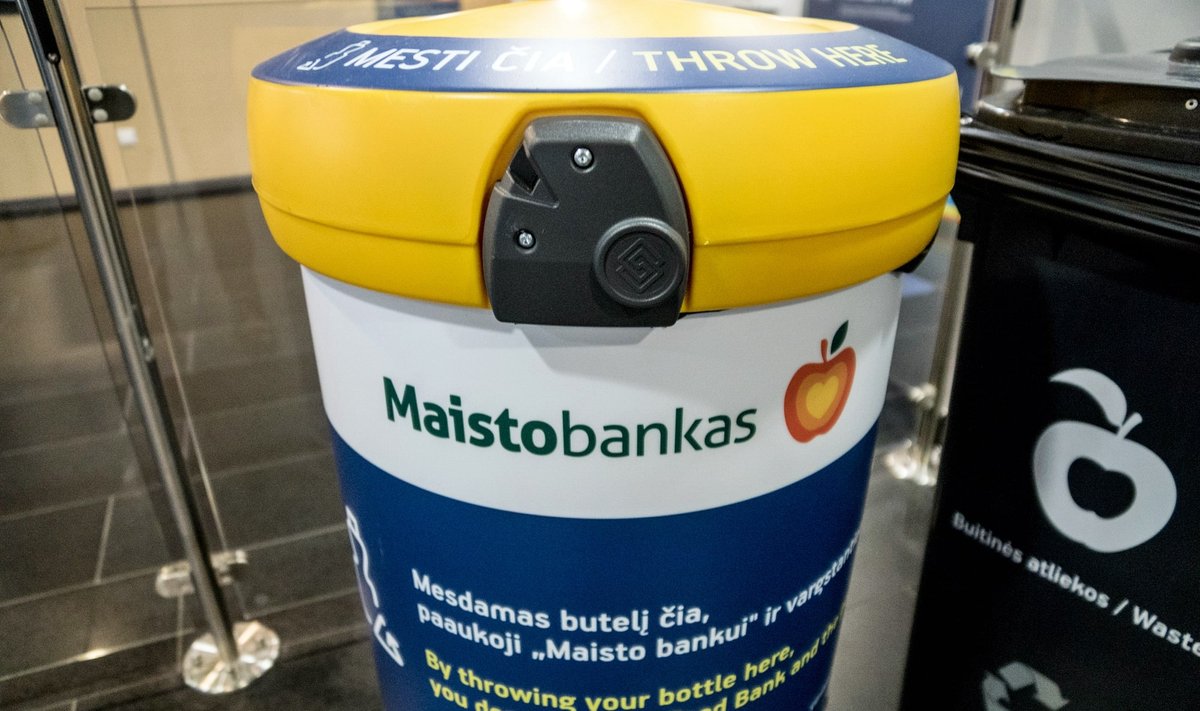 MESTI ČIA / THROW HERE
Maistobankas
Mesdamas butelį čia,
paaukoji „Maisto bankui" ir
By throwing your bottle here,
you Bank and the
Buitinės atliekos / Waste